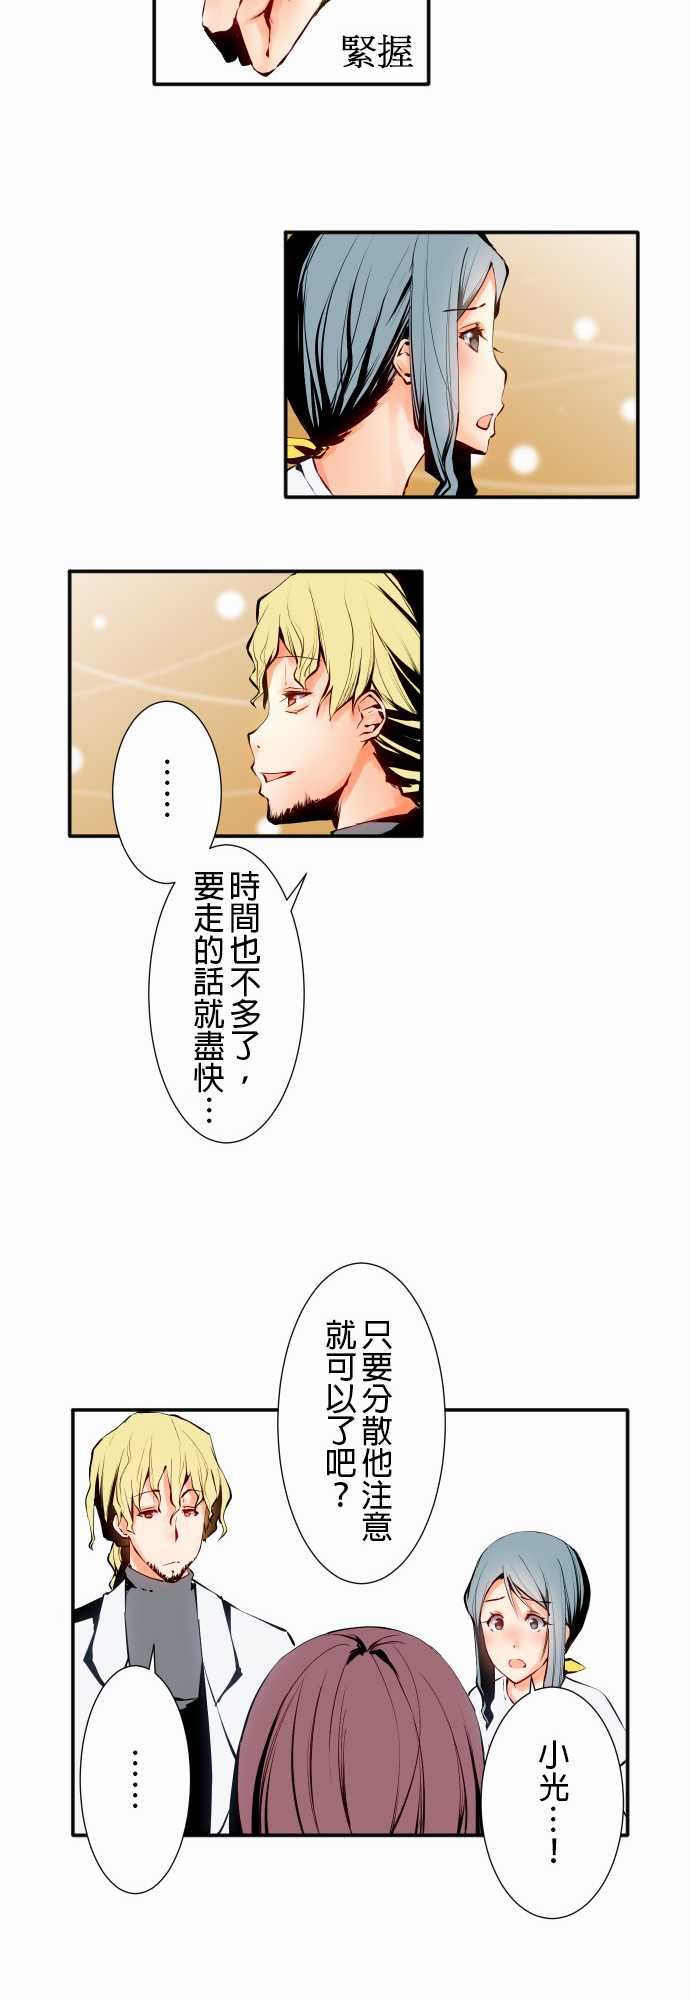 緊握
……
時間也不多了，
要走的話就盡快…
只要分散他注意
就可以了吧？
小光…！
……